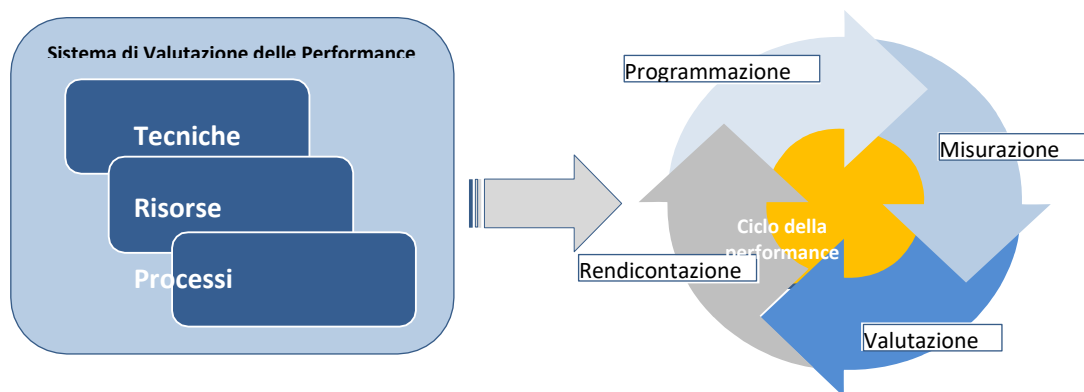 Sistema di Valutazione delle Performance
Tecniche
Risorse
Processi
Programmazione
Misurazione
Ciclo della
performance
Rendicontazione
Valutazione